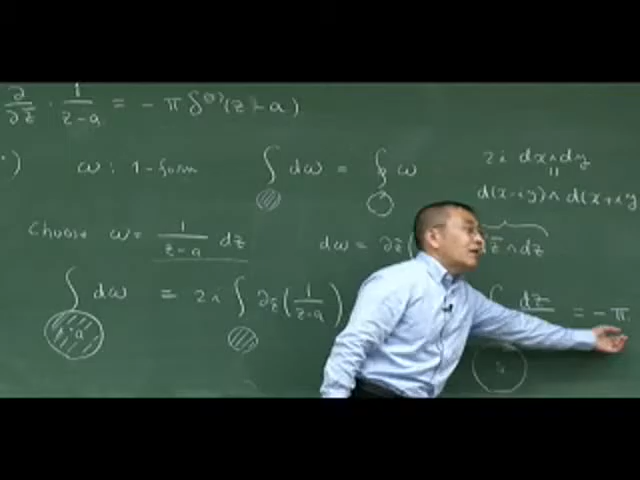 ∂/∂z̄ · 1/(z-a) = - π δ⁽²⁾(z-a)
·) ω : 1-form ∫ dω = ∮ ω
2i dx∧dy
=
d(x-iy)∧d(x+iy
Choose ω = 1/(z-a) dz
dω = ∂z̄( dz̄∧dz
∫ dω = 2i ∫ ∂z̄(1/(z-a))
dz = -π
·a